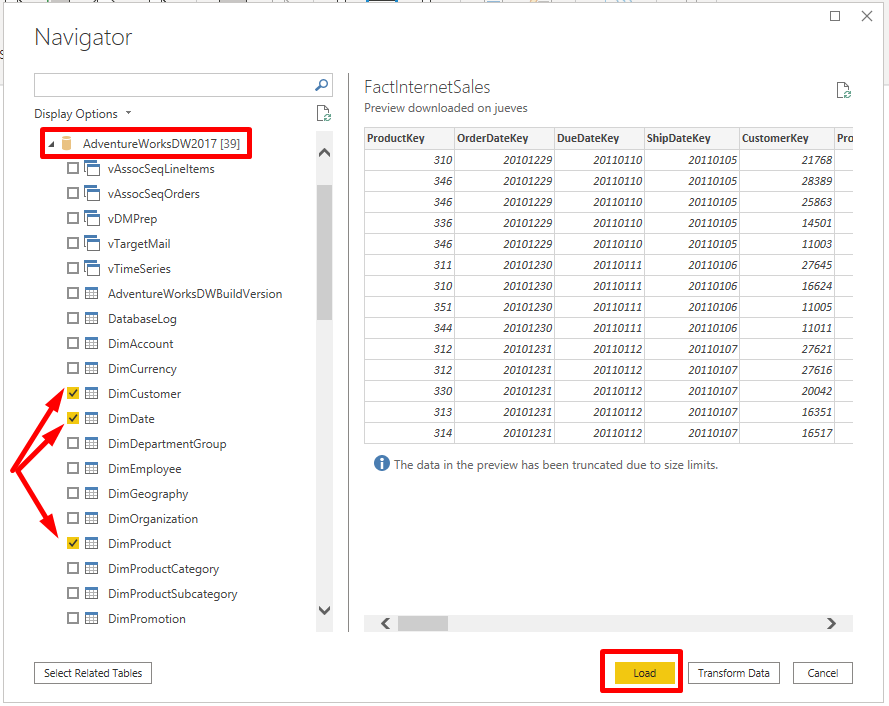 Navigator
Display Options
AdventureWorksDW2017 [39]
vAssocSeqLineItems
vAssocSeqOrders
vDMPrep
vTargetMail
vTimeSeries
AdventureWorksDWBuildVersion
DatabaseLog
DimAccount
DimCurrency
DimCustomer
DimDate
DimDepartmentGroup
DimEmployee
DimGeography
DimOrganization
DimProduct
DimProductCategory
DimProductSubcategory
DimPromotion
FactInternetSales
Preview downloaded on jueves
ProductKey OrderDateKey DueDateKey ShipDateKey CustomerKey Pro
310 20101229 20110110 20110105 21768
346 20101229 20110110 20110105 28389
346 20101229 20110110 20110105 25863
336 20101229 20110110 20110105 14501
346 20101229 20110110 20110105 11003
311 20101230 20110111 20110106 27645
310 20101230 20110111 20110106 16624
351 20101230 20110111 20110106 11005
344 20101230 20110111 20110106 11011
312 20101231 20110112 20110107 27621
312 20101231 20110112 20110107 27616
330 20101231 20110112 20110107 20042
313 20101231 20110112 20110107 16351
314 20101231 20110112 20110107 16517
The data in the preview has been truncated due to size limits.
Select Related Tables
Load
Transform Data
Cancel